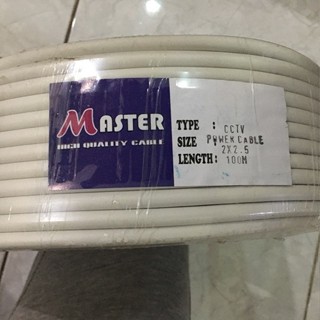 MASTER
HIGH QUALITY CABLE
TYPE : CCTV
SIZE POWER CABLE
2X2.5
LENGTH: 100M